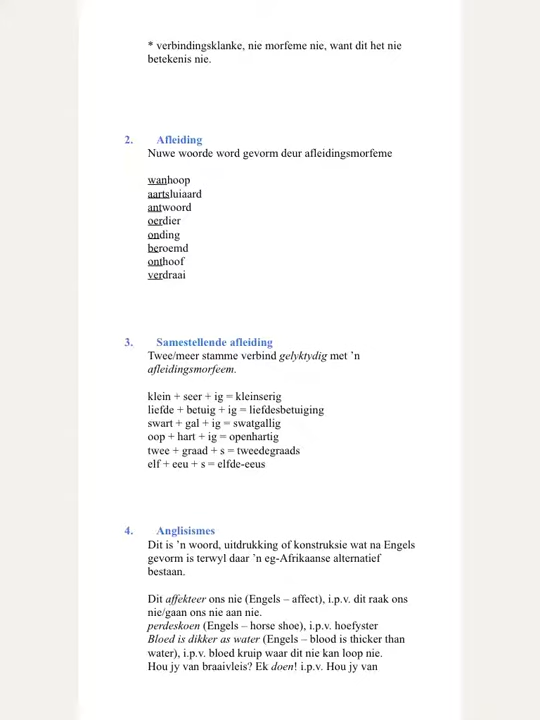 * verbindingsklanke, nie morfeme nie, want dit het nie
betekenis nie.
2. Afleiding
Nuwe woorde word gevorm deur afleidingsmorfeme
wanhoop
aartsluiaard
antwoord
oerdier
onding
beroemd
onthoof
verdraai
3. Samestellende afleiding
Twee/meer stamme verbind gelyktydig met ’n
afleidingsmorfeem.
klein + seer + ig = kleinserig
liefde + betuig + ig = liefdesbetuiging
swart + gal + ig = swatgallig
oop + hart + ig = openhartig
twee + graad + s = tweedegraads
elf + eeu + s = elfde-eeus
4. Anglisismes
Dit is ’n woord, uitdrukking of konstruksie wat na Engels
gevorm is terwyl daar ’n eg-Afrikaanse alternatief
bestaan.
Dit affekteer ons nie (Engels – affect), i.p.v. dit raak ons
nie/gaan ons nie aan nie.
perdeskoen (Engels – horse shoe), i.p.v. hoefyster
Bloed is dikker as water (Engels – blood is thicker than
water), i.p.v. bloed kruip waar dit nie kan loop nie.
Hou jy van braaivleis? Ek doen! i.p.v. Hou jy van